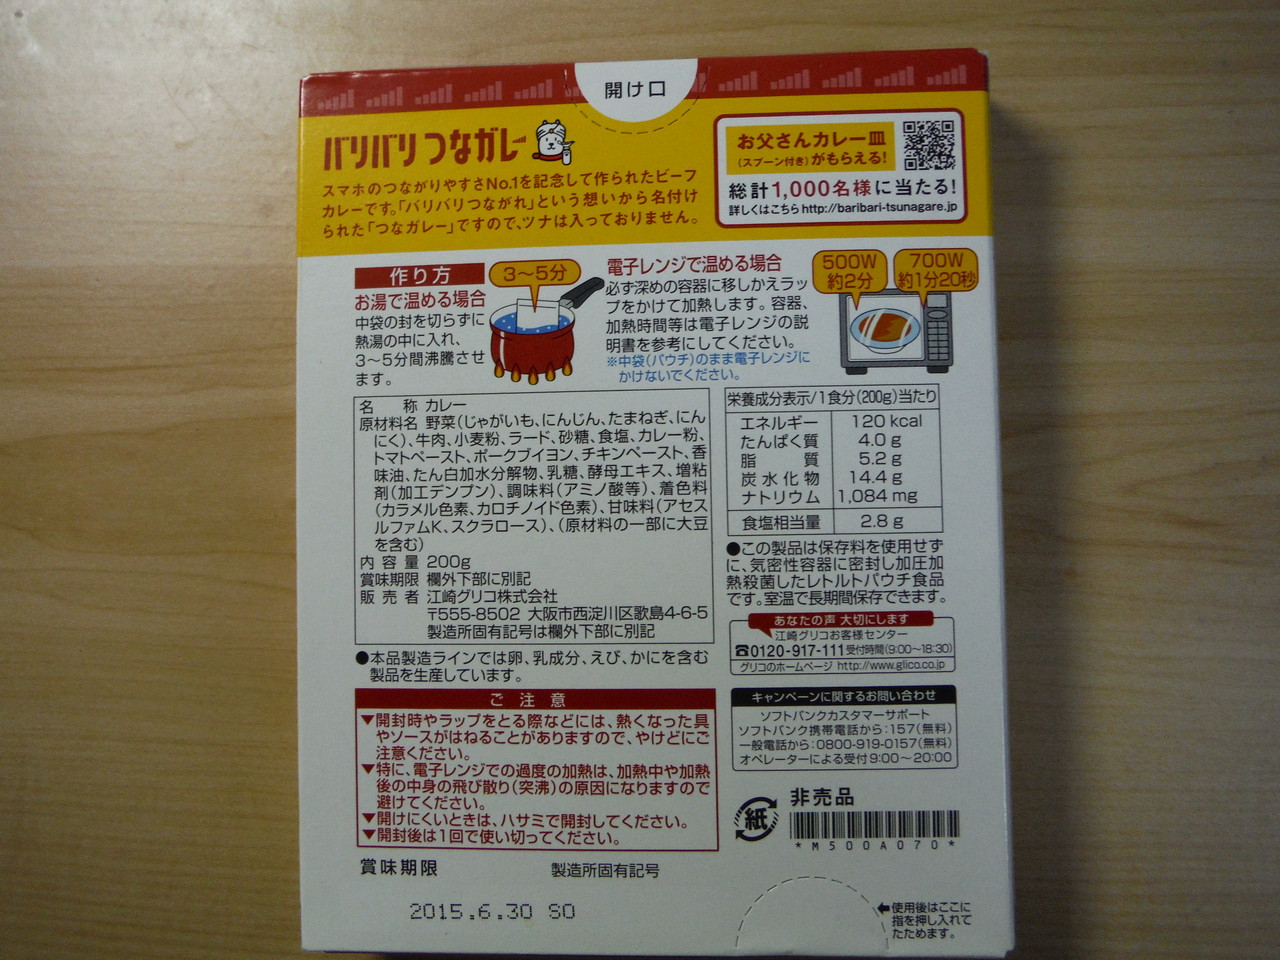 開け口
バリバリ つながレー
スマホのつながりやすさNo.1を記念して作られたビーフ
カレーです。「バリバリつながれ」という想いから名付け
られた「つなガレー」ですので、ツナは入っておりません。
お父さんカレー皿
(スプーン付き)がもらえる!
総計1,000名様に当たる!
詳しくはこちらhttp://baribari-tsunagare.jp
作り方
お湯で温める場合
中袋の封を切らずに
熱湯の中に入れ、
3～5分間沸騰させ
ます。
3～5分
電子レンジで温める場合
必ず深めの容器に移しかえラッ
プをかけて加熱します。容器、
加熱時間等は電子レンジの説
明書を参考にしてください。
※中袋(パウチ)のまま電子レンジに
かけないでください。
500W
約2分
700W
約1分20秒
名 称 カレー
原材料名 野菜(じゃがいも、にんじん、たまねぎ、にん
にく)、牛肉、小麦粉、ラード、砂糖、食塩、カレー粉、
トマトペースト、ポークブイヨン、チキンペースト、香
味油、たん白加水分解物、乳糖、酵母エキス、増粘
剤(加工デンプン)、調味料(アミノ酸等)、着色料
(カラメル色素、カロチノイド色素)、甘味料(アセス
ルファムK、スクラロース)、(原材料の一部に大豆
を含む)
内容量 200g
賞味期限 欄外下部に別記
販売者 江崎グリコ株式会社
〒555-8502 大阪市西淀川区歌島4-6-5
製造所固有記号は欄外下部に別記
●本品製造ラインでは卵、乳成分、えび、かにを含む
製品を生産しています。
ご注意
▼開封時やラップをとる際などには、熱くなった具
やソースがはねることがありますので、やけどにご
注意ください。
▼特に、電子レンジでの過度の加熱は、加熱中や加熱
後の中身の飛び散り(突沸)の原因になりますので
避けてください。
▼開けにくいときは、ハサミで開封してください。
▼開封後は1回で使い切ってください。
賞味期限 製造所固有記号
2015.6.30 SO
栄養成分表示/1食分(200g)当たり
エネルギー 120 kcal
たんぱく質 4.0 g
脂質 5.2 g
炭水化物 14.4 g
ナトリウム 1,084 mg
食塩相当量 2.8 g
●この製品は保存料を使用せず
に、気密性容器に密封し加圧加
熱殺菌したレトルトパウチ食品
です。室温で長期間保存できます。
あなたの声 大切にします
江崎グリコお客様センター
☎0120-917-111受付時間(9:00～18:30)
グリコのホームページ http://www.glico.co.jp
キャンペーンに関するお問い合わせ
ソフトバンクカスタマーサポート
ソフトバンク携帯電話から:157(無料)
一般電話から:0800-919-0157(無料)
オペレーターによる受付9:00～20:00
紙
非売品
*M500A070*
使用後はここに
指を押し入れて
たためます。